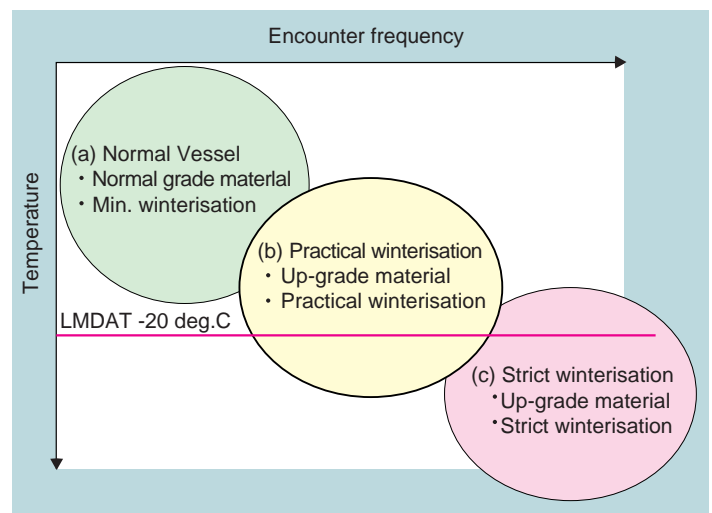 Encounter frequency
Temperature
(a) Normal Vessel
・Normal grade materlal
・Min. winterisation
(b) Practical winterisation
・Up-grade material
・Practical winterisation
LMDAT -20 deg.C
(c) Strict winterisation
・Up-grade material
・Strict winterisation